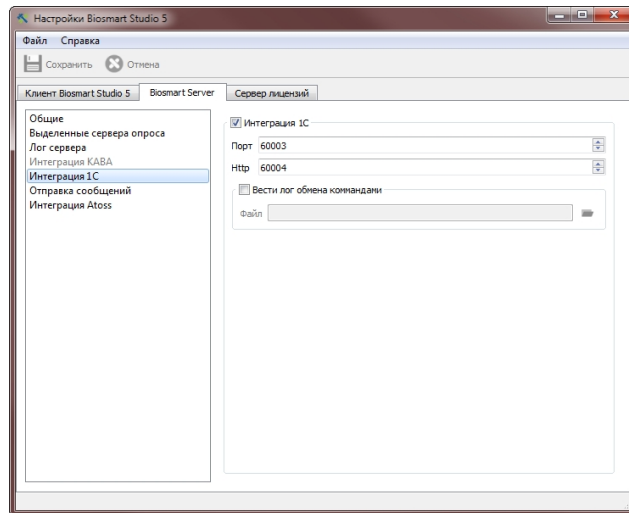 Настройки Biosmart Studio 5
Файл Справка
Сохранить Отмена
Клиент Biosmart Studio 5 Biosmart Server Сервер лицензий
Общие
Выделенные сервера опроса
Лог сервера
Интеграция KABA
Интеграция 1С
Отправка сообщений
Интеграция Atoss
Интеграция 1С
Порт 60003
Http 60004
Вести лог обмена коммандами
Файл